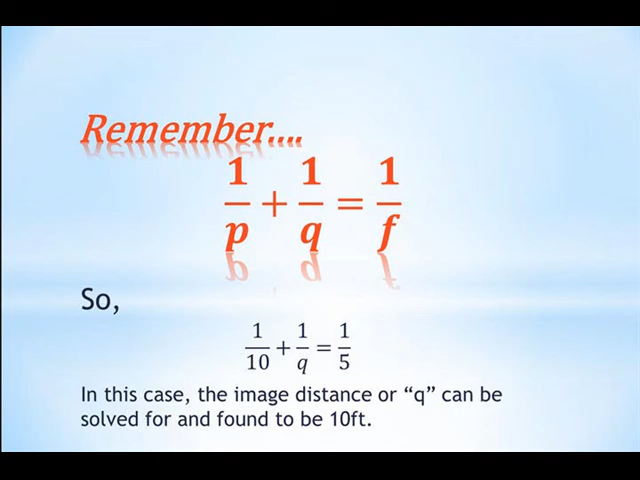 Remember....
1/p + 1/q = 1/f
So,
1/10 + 1/q = 1/5
In this case, the image distance or “q” can be
solved for and found to be 10ft.